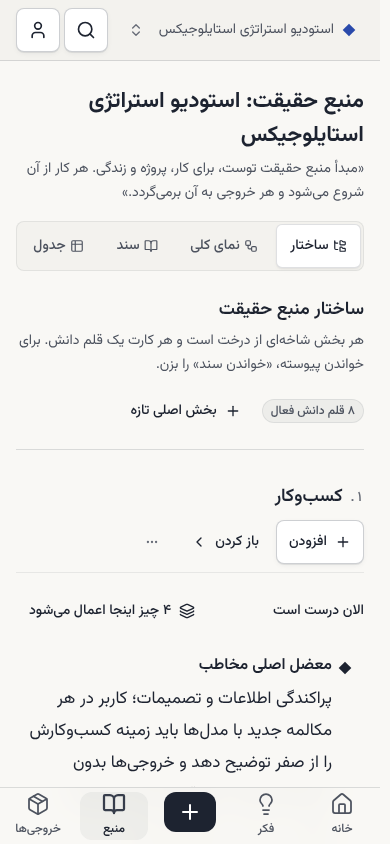 استودیو استراتژی استایلوجیکس
منبع حقیقت: استودیو استراتژی
استایلوجیکس
«مبدأ منبع حقیقت توست، برای کار، پروژه و زندگی. هر کار از آن
شروع می‌شود و هر خروجی به آن برمی‌گردد.»
ساختار
نمای کلی
سند
جدول
ساختار منبع حقیقت
هر بخش شاخه‌ای از درخت است و هر کارت یک قلم دانش. برای
خواندن پیوسته، «خواندن سند» را بزن.
۸ قلم دانش فعال
بخش اصلی تازه
۱. کسب‌وکار
افزودن
باز کردن
الان درست است
۴ چیز اینجا اعمال می‌شود
معضل اصلی مخاطب
پراکندگی اطلاعات و تصمیمات؛ کاربر در هر
مکالمه جدید با مدل‌ها باید زمینه کسب‌وکارش
را از صفر توضیح دهد و خروجی‌ها بدون
خانه
فکر
منبع
خروجی‌ها